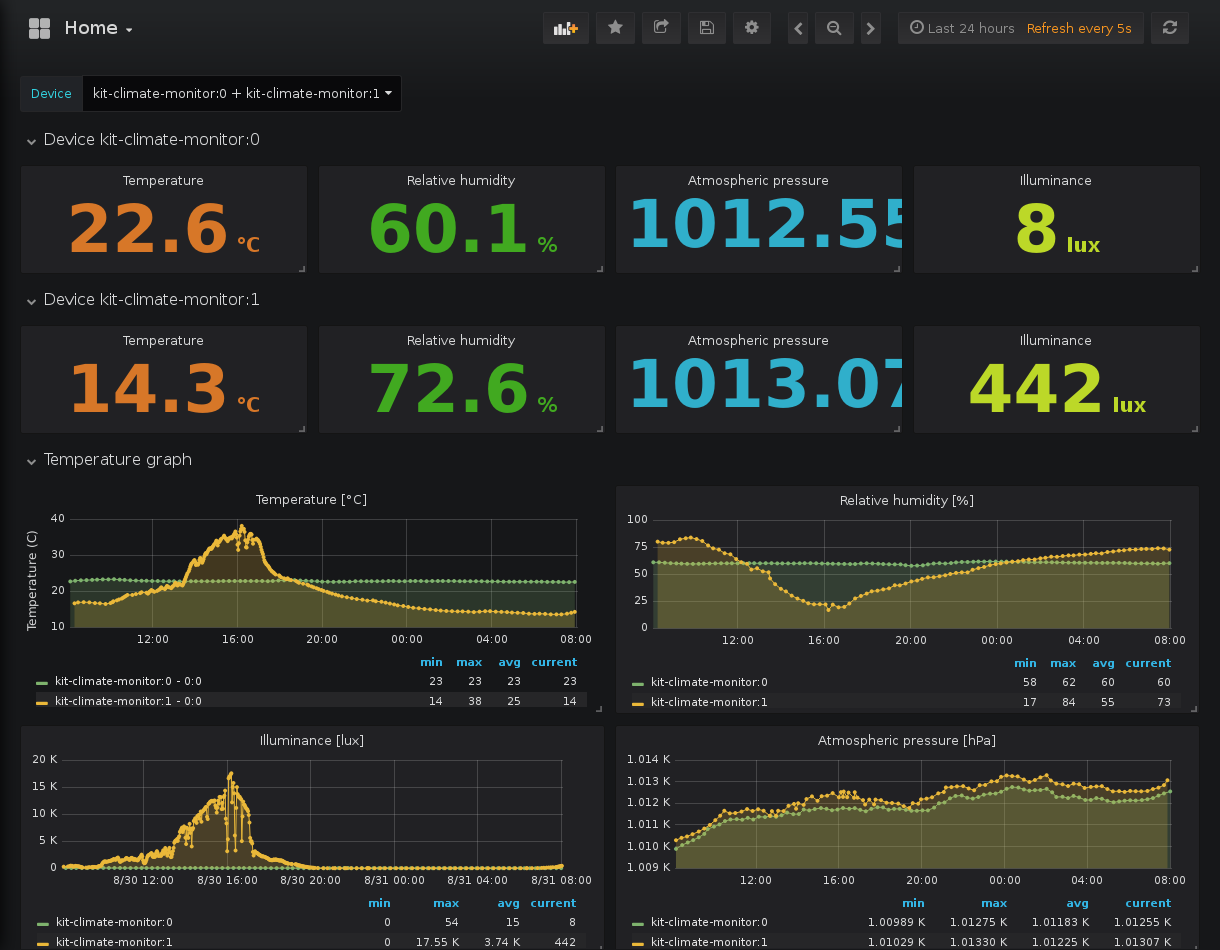 Home
Last 24 hours Refresh every 5s
Device kit-climate-monitor:0 + kit-climate-monitor:1
Device kit-climate-monitor:0
Temperature Relative humidity Atmospheric pressure Illuminance
22.6 °C 60.1 % 1012.55 8 lux
Device kit-climate-monitor:1
Temperature Relative humidity Atmospheric pressure Illuminance
14.3 °C 72.6 % 1013.07 442 lux
Temperature graph
Temperature [°C]
Temperature (C)
40
30
20
10
12:00 16:00 20:00 00:00 04:00 08:00
min max avg current
kit-climate-monitor:0 - 0:0 23 23 23 23
kit-climate-monitor:1 - 0:0 14 38 25 14
Relative humidity [%]
100
75
50
25
0
12:00 16:00 20:00 00:00 04:00 08:00
min max avg current
kit-climate-monitor:0 58 62 60 60
kit-climate-monitor:1 17 84 55 73
Illuminance [lux]
20 K
15 K
10 K
5 K
0
8/30 12:00 8/30 16:00 8/30 20:00 8/31 00:00 8/31 04:00 8/31 08:00
min max avg current
kit-climate-monitor:0 0 54 15 8
kit-climate-monitor:1 0 17.55 K 3.74 K 442
Atmospheric pressure [hPa]
1.014 K
1.013 K
1.012 K
1.011 K
1.010 K
1.009 K
12:00 16:00 20:00 00:00 04:00 08:00
min max avg current
kit-climate-monitor:0 1.00989 K 1.01275 K 1.01183 K 1.01255 K
kit-climate-monitor:1 1.01029 K 1.01330 K 1.01225 K 1.01307 K